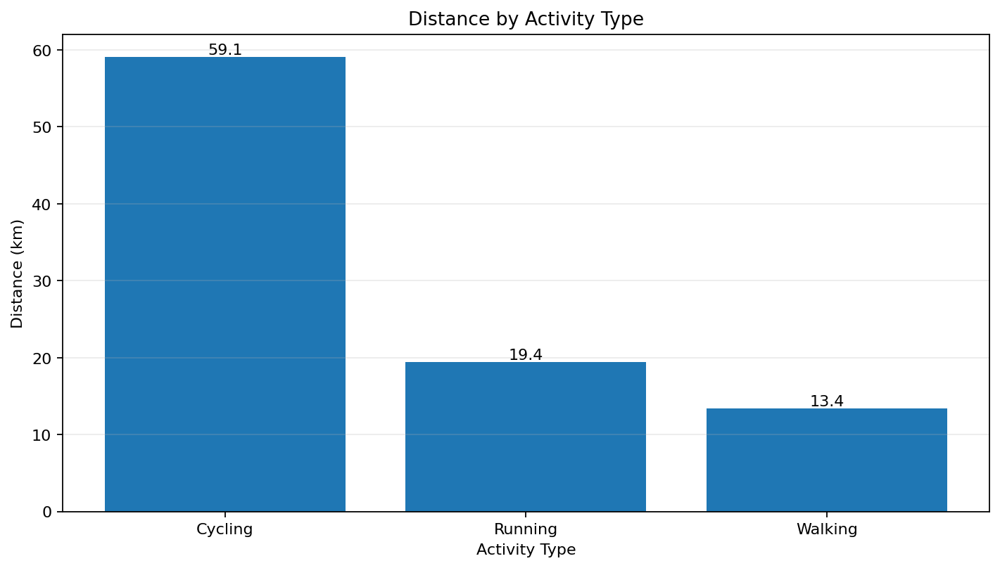 Distance by Activity Type
60
50
40
30
20
10
0
Distance (km)
59.1
19.4
13.4
Cycling
Running
Walking
Activity Type